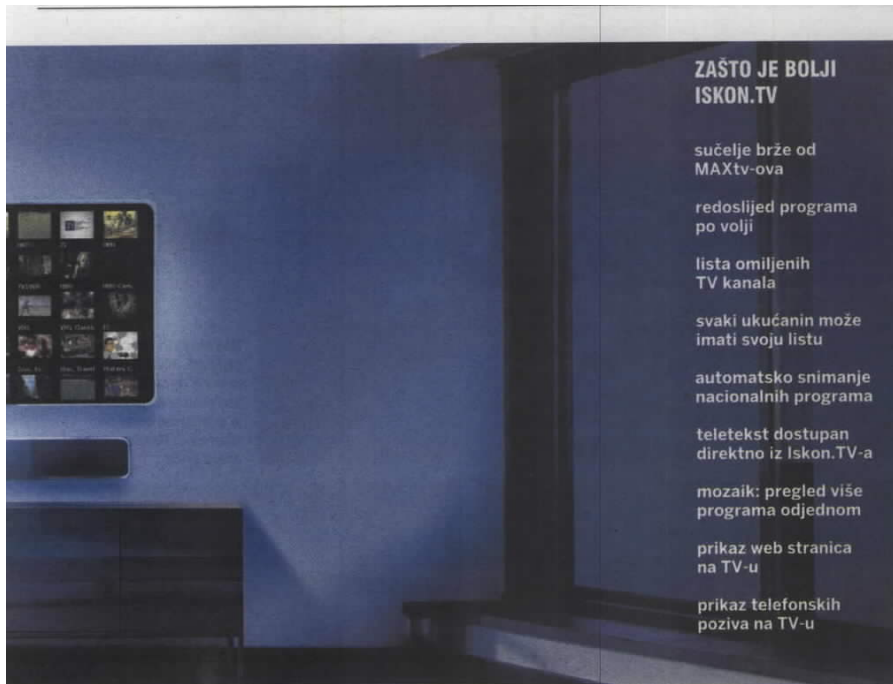 ZAŠTO JE BOLJI
ISKON.TV
sučelje brže od
MAXtv-ova
redoslijed programa
po volji
lista omiljenih
TV kanala
svaki ukućanin može
imati svoju listu
automatsko snimanje
nacionalnih programa
teletekst dostupan
direktno iz Iskon.TV-a
mozaik: pregled više
programa odjednom
prikaz web stranica
na TV-u
prikaz telefonskih
poziva na TV-u